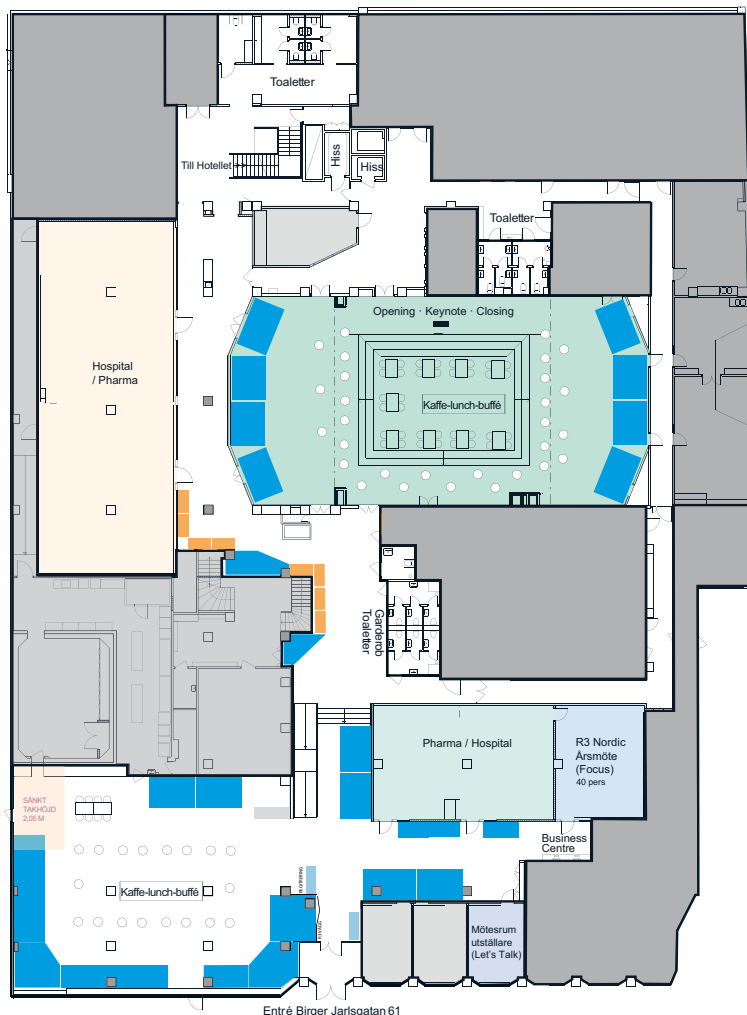 Toaletter
Till Hotellet
Hiss
Hiss
Toaletter
Opening · Keynote · Closing
Hospital
/ Pharma
Kaffe-lunch-buffé
Garderob
Toaletter
Pharma / Hospital
R3 Nordic
Årsmöte
(Focus)
40 pers
SÄNKT
TAKHÖJD
2,05 M
Business
Centre
Kaffe-lunch-buffé
Mötesrum
utställare
(Let's Talk)
Entré Birger Jarlsgatan 61